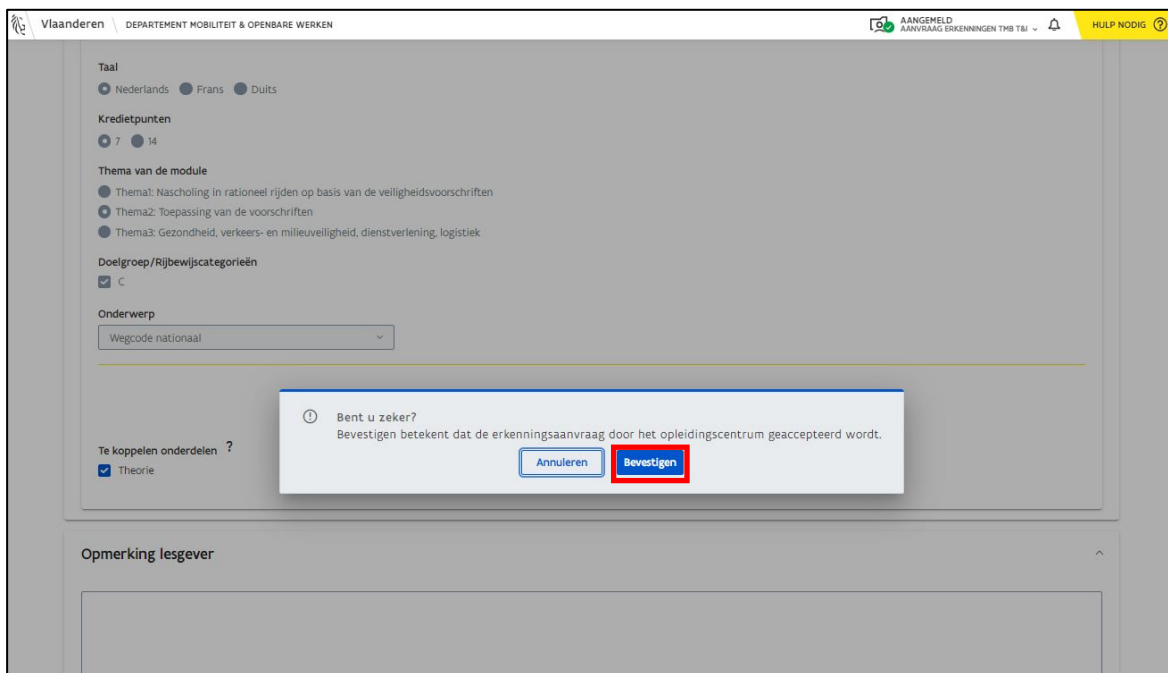 Vlaanderen
DEPARTEMENT MOBILITEIT & OPENBARE WERKEN
AANGEMELD
AANVRAAG ERKENNINGEN TMB T&I
HULP NODIG ?
Taal
Nederlands Frans Duits
Kredietpunten
7 14
Thema van de module
Thema1: Nascholing in rationeel rijden op basis van de veiligheidsvoorschriften
Thema2: Toepassing van de voorschriften
Thema3: Gezondheid, verkeers- en milieuveiligheid, dienstverlening, logistiek
Doelgroep/Rijbewijscategorieën
C
Onderwerp
Wegcode nationaal
Bent u zeker?
Bevestigen betekent dat de erkenningsaanvraag door het opleidingscentrum geaccepteerd wordt.
Annuleren Bevestigen
Te koppelen onderdelen ?
Theorie
Opmerking lesgever